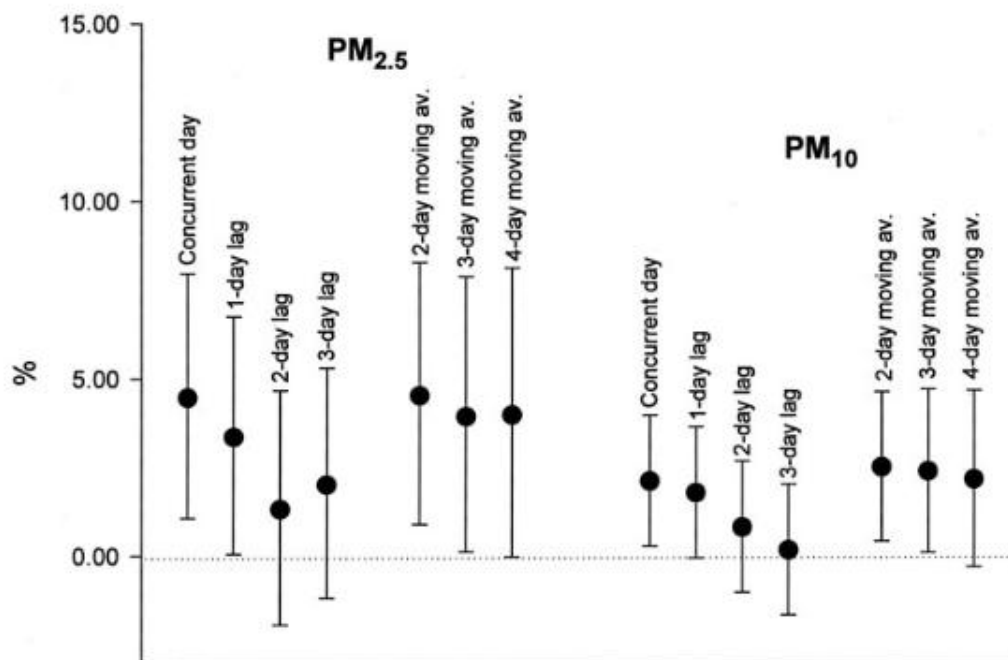 15.00
10.00
5.00
0.00
%
PM2.5
Concurrent day
1-day lag
2-day lag
3-day lag
2-day moving av.
3-day moving av.
4-day moving av.
PM10
Concurrent day
1-day lag
2-day lag
3-day lag
2-day moving av.
3-day moving av.
4-day moving av.